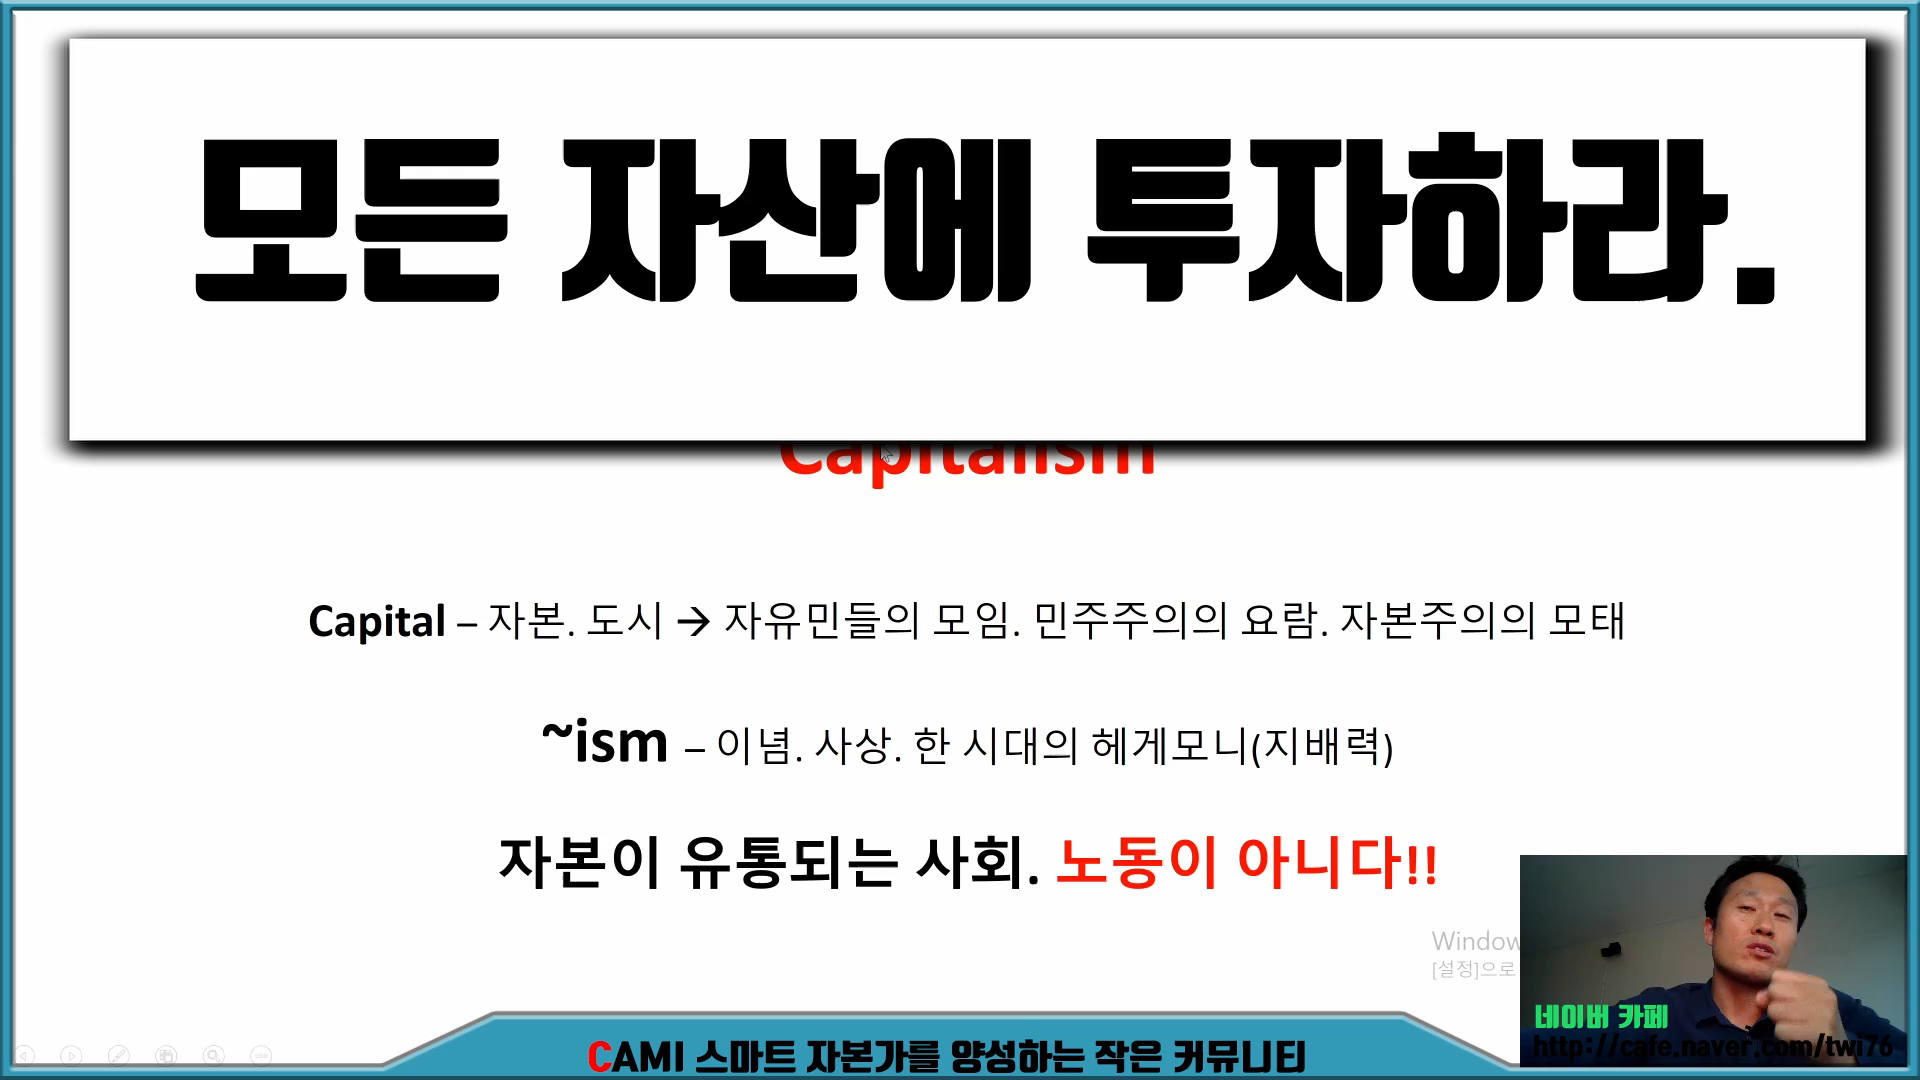 모든 자산에 투자하라.
Capitalism
Capital – 자본. 도시 → 자유민들의 모임. 민주주의의 요람. 자본주의의 모태
~ism – 이념. 사상. 한 시대의 헤게모니(지배력)
자본이 유통되는 사회. 노동이 아니다!!
Window
[설정]으로
네이버 카페
http://cafe.naver.com/twi76
CAMI 스마트 자본가를 양성하는 작은 커뮤니티